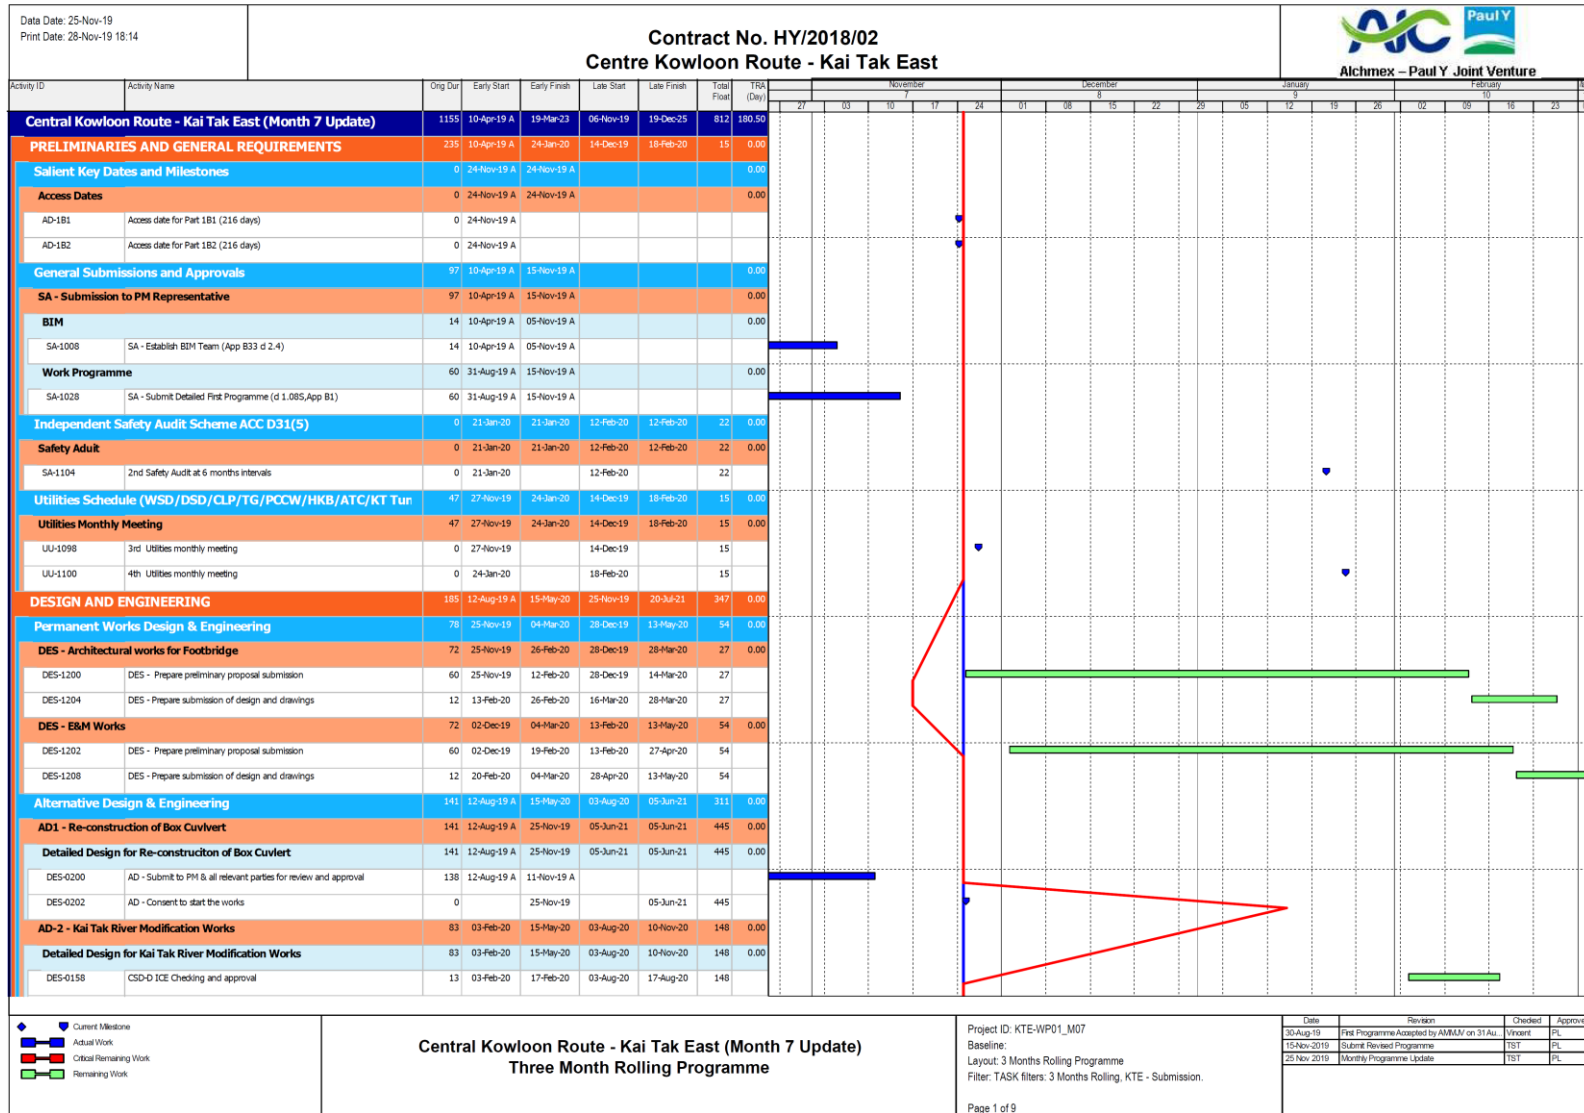 Data Date: 25-Nov-19
Print Date: 28-Nov-19 18:14
Contract No. HY/2018/02
Centre Kowloon Route - Kai Tak East
AJC
Paul Y
Alchmex – Paul Y Joint Venture
Activity ID Activity Name Orig Dur Early Start Early Finish Late Start Late Finish Total Float TRA (Day)
November December January February
7 8 9 10
27 03 10 17 24 01 08 15 22 29 05 12 19 26 02 09 16 23
Central Kowloon Route - Kai Tak East (Month 7 Update) 1155 10-Apr-19 A 19-Mar-23 06-Nov-19 19-Dec-25 812 180.50
PRELIMINARIES AND GENERAL REQUIREMENTS 235 10-Apr-19 A 24-Jan-20 14-Dec-19 18-Feb-20 15 0.00
Salient Key Dates and Milestones 0 24-Nov-19 A 24-Nov-19 A 0.00
Access Dates 0 24-Nov-19 A 24-Nov-19 A 0.00
AD-1B1 Access date for Part 1B1 (216 days) 0 24-Nov-19 A
AD-1B2 Access date for Part 1B2 (216 days) 0 24-Nov-19 A
General Submissions and Approvals 97 10-Apr-19 A 15-Nov-19 A 0.00
SA - Submission to PM Representative 97 10-Apr-19 A 15-Nov-19 A 0.00
BIM 14 10-Apr-19 A 05-Nov-19 A 0.00
SA-1008 SA - Establish BIM Team (App B33 cl 2.4) 14 10-Apr-19 A 05-Nov-19 A
Work Programme 60 31-Aug-19 A 15-Nov-19 A 0.00
SA-1028 SA - Submit Detailed First Programme (cl 1.08S,App B1) 60 31-Aug-19 A 15-Nov-19 A
Independent Safety Audit Scheme ACC D31(5) 0 21-Jan-20 21-Jan-20 12-Feb-20 12-Feb-20 22 0.00
Safety Aduit 0 21-Jan-20 21-Jan-20 12-Feb-20 12-Feb-20 22 0.00
SA-1104 2nd Safety Audit at 6 months intervals 0 21-Jan-20 12-Feb-20 22
Utilities Schedule (WSD/DSD/CLP/TG/PCCW/HKB/ATC/KT Tun 47 27-Nov-19 24-Jan-20 14-Dec-19 18-Feb-20 15 0.00
Utilities Monthly Meeting 47 27-Nov-19 24-Jan-20 14-Dec-19 18-Feb-20 15 0.00
UU-1098 3rd Utilities monthly meeting 0 27-Nov-19 14-Dec-19 15
UU-1100 4th Utilities monthly meeting 0 24-Jan-20 18-Feb-20 15
DESIGN AND ENGINEERING 185 12-Aug-19 A 15-May-20 25-Nov-19 20-Jul-21 347 0.00
Permanent Works Design & Engineering 78 25-Nov-19 04-Mar-20 28-Dec-19 13-May-20 54 0.00
DES - Architectural works for Footbridge 72 25-Nov-19 26-Feb-20 28-Dec-19 28-Mar-20 27 0.00
DES-1200 DES - Prepare preliminary proposal submission 60 25-Nov-19 12-Feb-20 28-Dec-19 14-Mar-20 27
DES-1204 DES - Prepare submission of design and drawings 12 13-Feb-20 26-Feb-20 16-Mar-20 28-Mar-20 27
DES - E&M Works 72 02-Dec-19 04-Mar-20 13-Feb-20 13-May-20 54 0.00
DES-1202 DES - Prepare preliminary proposal submission 60 02-Dec-19 19-Feb-20 13-Feb-20 27-Apr-20 54
DES-1208 DES - Prepare submission of design and drawings 12 20-Feb-20 04-Mar-20 28-Apr-20 13-May-20 54
Alternative Design & Engineering 141 12-Aug-19 A 15-May-20 03-Aug-20 05-Jun-21 311 0.00
AD1 - Re-construction of Box Cuvlvert 141 12-Aug-19 A 25-Nov-19 05-Jun-21 05-Jun-21 445 0.00
Detailed Design for Re-construciton of Box Cuvlert 141 12-Aug-19 A 25-Nov-19 05-Jun-21 05-Jun-21 445 0.00
DES-0200 AD - Submit to PM & all relevant parties for review and approval 138 12-Aug-19 A 11-Nov-19 A
DES-0202 AD - Consent to start the works 0 25-Nov-19 05-Jun-21 445
AD-2 - Kai Tak River Modification Works 83 03-Feb-20 15-May-20 03-Aug-20 10-Nov-20 148 0.00
Detailed Design for Kai Tak River Modification Works 83 03-Feb-20 15-May-20 03-Aug-20 10-Nov-20 148 0.00
DES-0158 CSD-D ICE Checking and approval 13 03-Feb-20 17-Feb-20 03-Aug-20 17-Aug-20 148
Current Milestone
Actual Work
Critical Remaining Work
Remaining Work
Central Kowloon Route - Kai Tak East (Month 7 Update)
Three Month Rolling Programme
Project ID: KTE-WP01_M07
Baseline:
Layout: 3 Months Rolling Programme
Filter: TASK filters: 3 Months Rolling, KTE - Submission.
Page 1 of 9
Date Revision Checked Approve
30-Aug-19 First Programme Accepted by AMMJV on 31 Au... Vincent PL
15-Nov-2019 Submit Revised Programme TST PL
25 Nov 2019 Monthly Programme Update TST PL